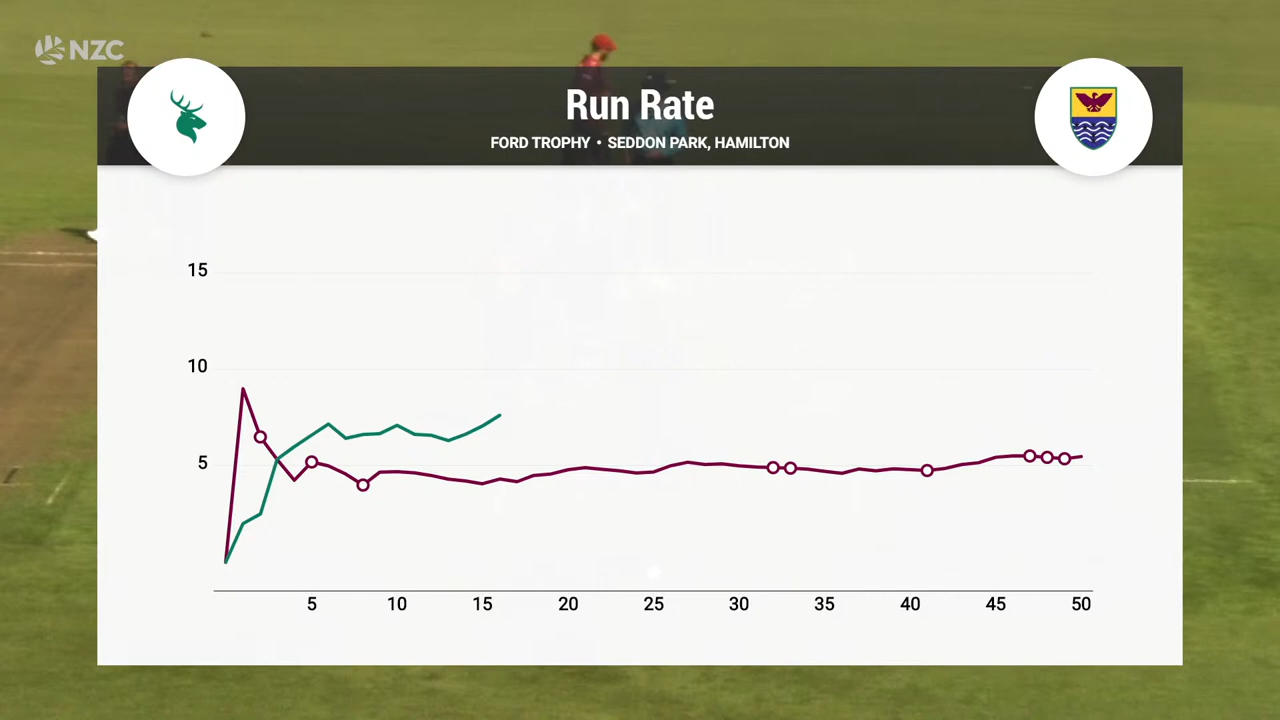 NZC
Run Rate
FORD TROPHY • SEDDON PARK, HAMILTON
15
10
5
5 10 15 20 25 30 35 40 45 50